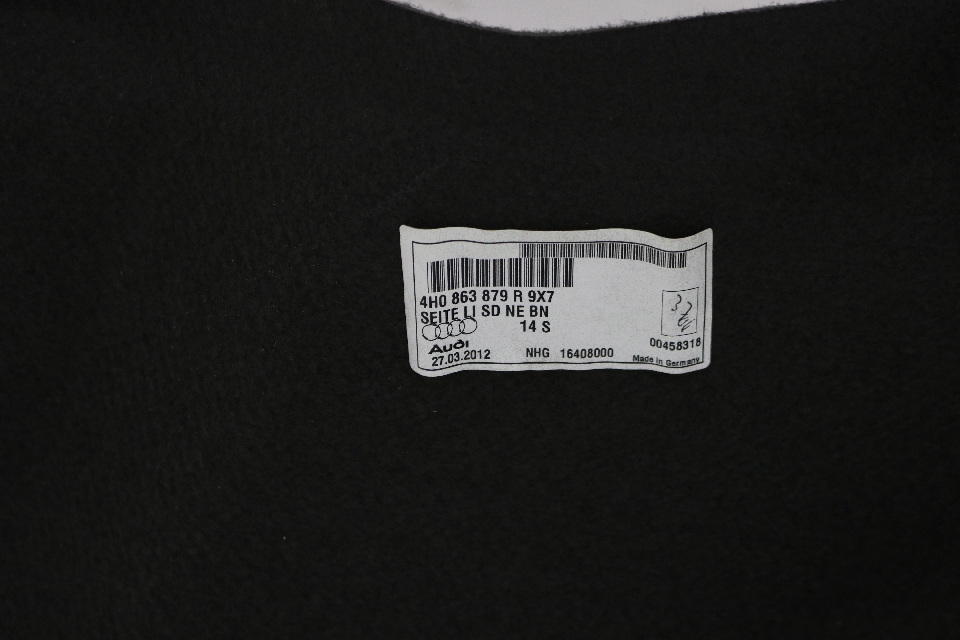 4H0 863 879 R 9X7
SEITE LI SD NE BN
14 S
Audi
00458318
27.03.2012 NHG 16408000 Made in Germany